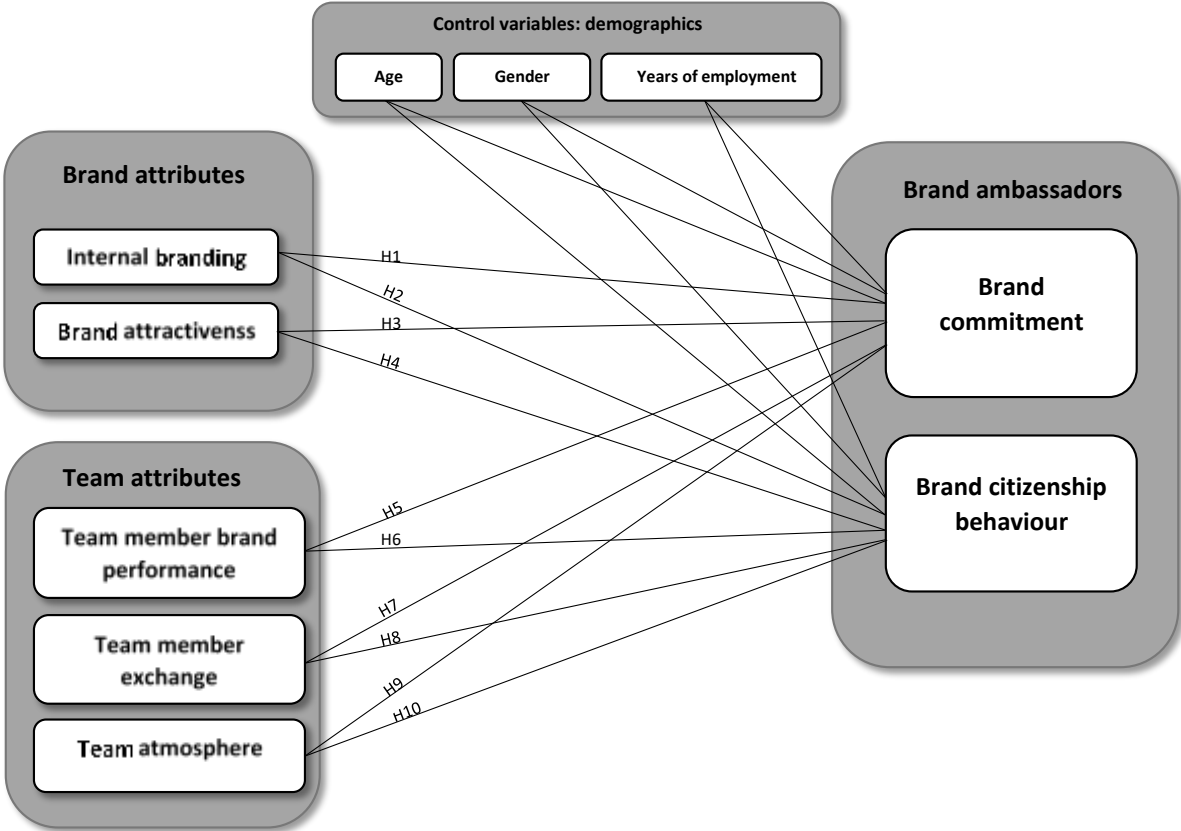 Control variables: demographics
Age
Gender
Years of employment
Brand attributes
Internal branding
Brand attractivenss
Team attributes
Team member brand
performance
Team member
exchange
Team atmosphere
H1
H2
H3
H4
H5
H6
H7
H8
H9
H10
Brand ambassadors
Brand
commitment
Brand citizenship
behaviour